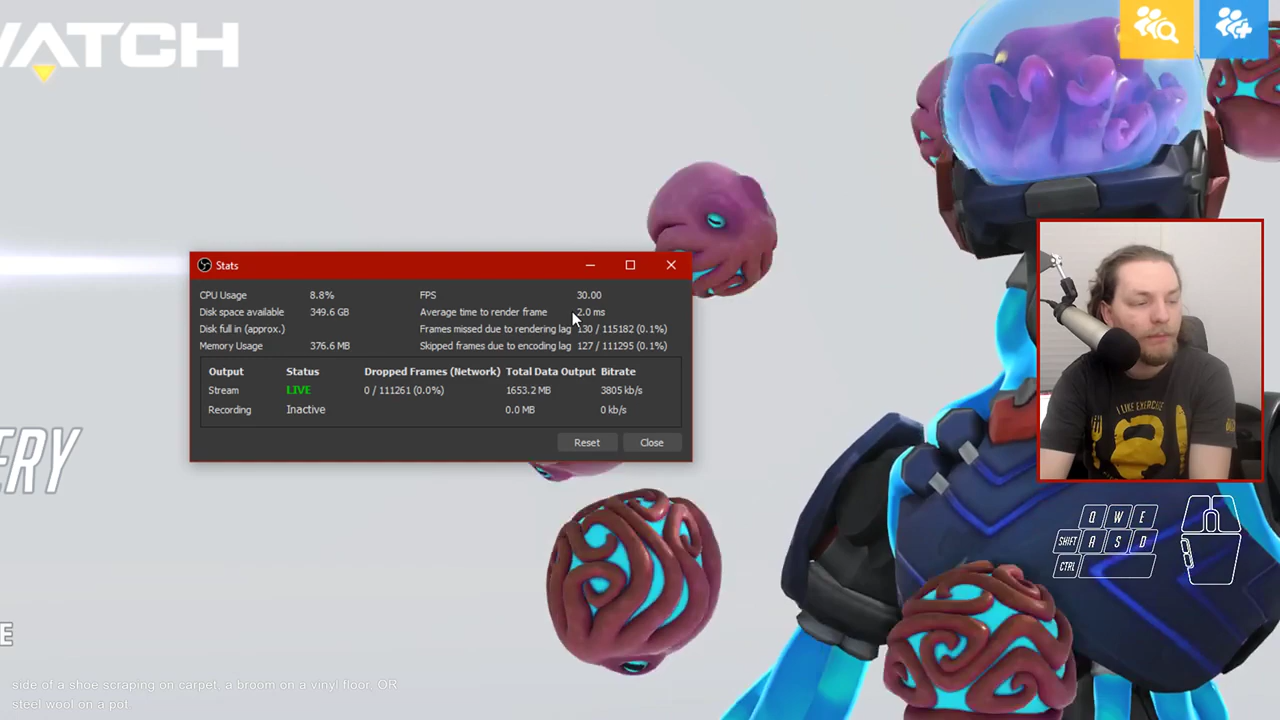 WATCH
Stats
CPU Usage 8.8% FPS 30.00
Disk space available 349.6 GB Average time to render frame 2.0 ms
Disk full in (approx.) Frames missed due to rendering lag 130 / 115182 (0.1%)
Memory Usage 376.6 MB Skipped frames due to encoding lag 127 / 111295 (0.1%)
Output Status Dropped Frames (Network) Total Data Output Bitrate
Stream LIVE 0 / 111261 (0.0%) 1653.2 MB 3805 kb/s
Recording Inactive 0.0 MB 0 kb/s
Reset Close
I LIKE EXERCISE
ERY
Q W E
SHIFT A S D
CTRL
E
side of a shoe scraping on carpet, a broom on a vinyl floor, OR
steel wool on a pot